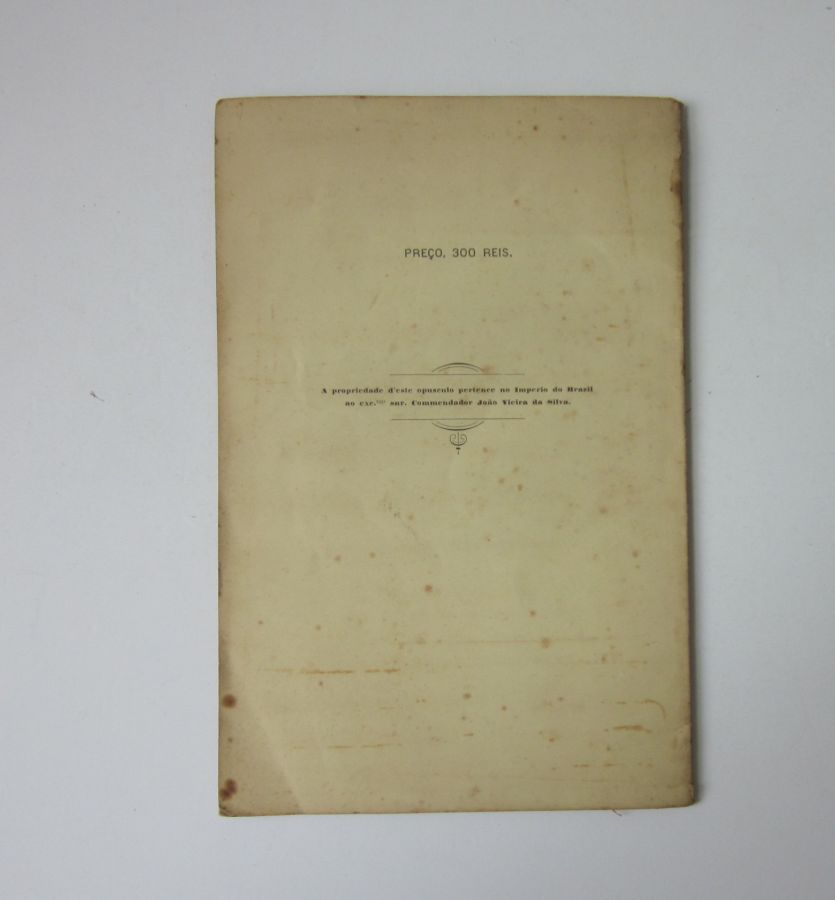 PREÇO, 300 REIS.
A propriedade d'este opusculo pertence no Imperio do Brazil
ao exc.mo snr. Commendador João Vieira da Silva.